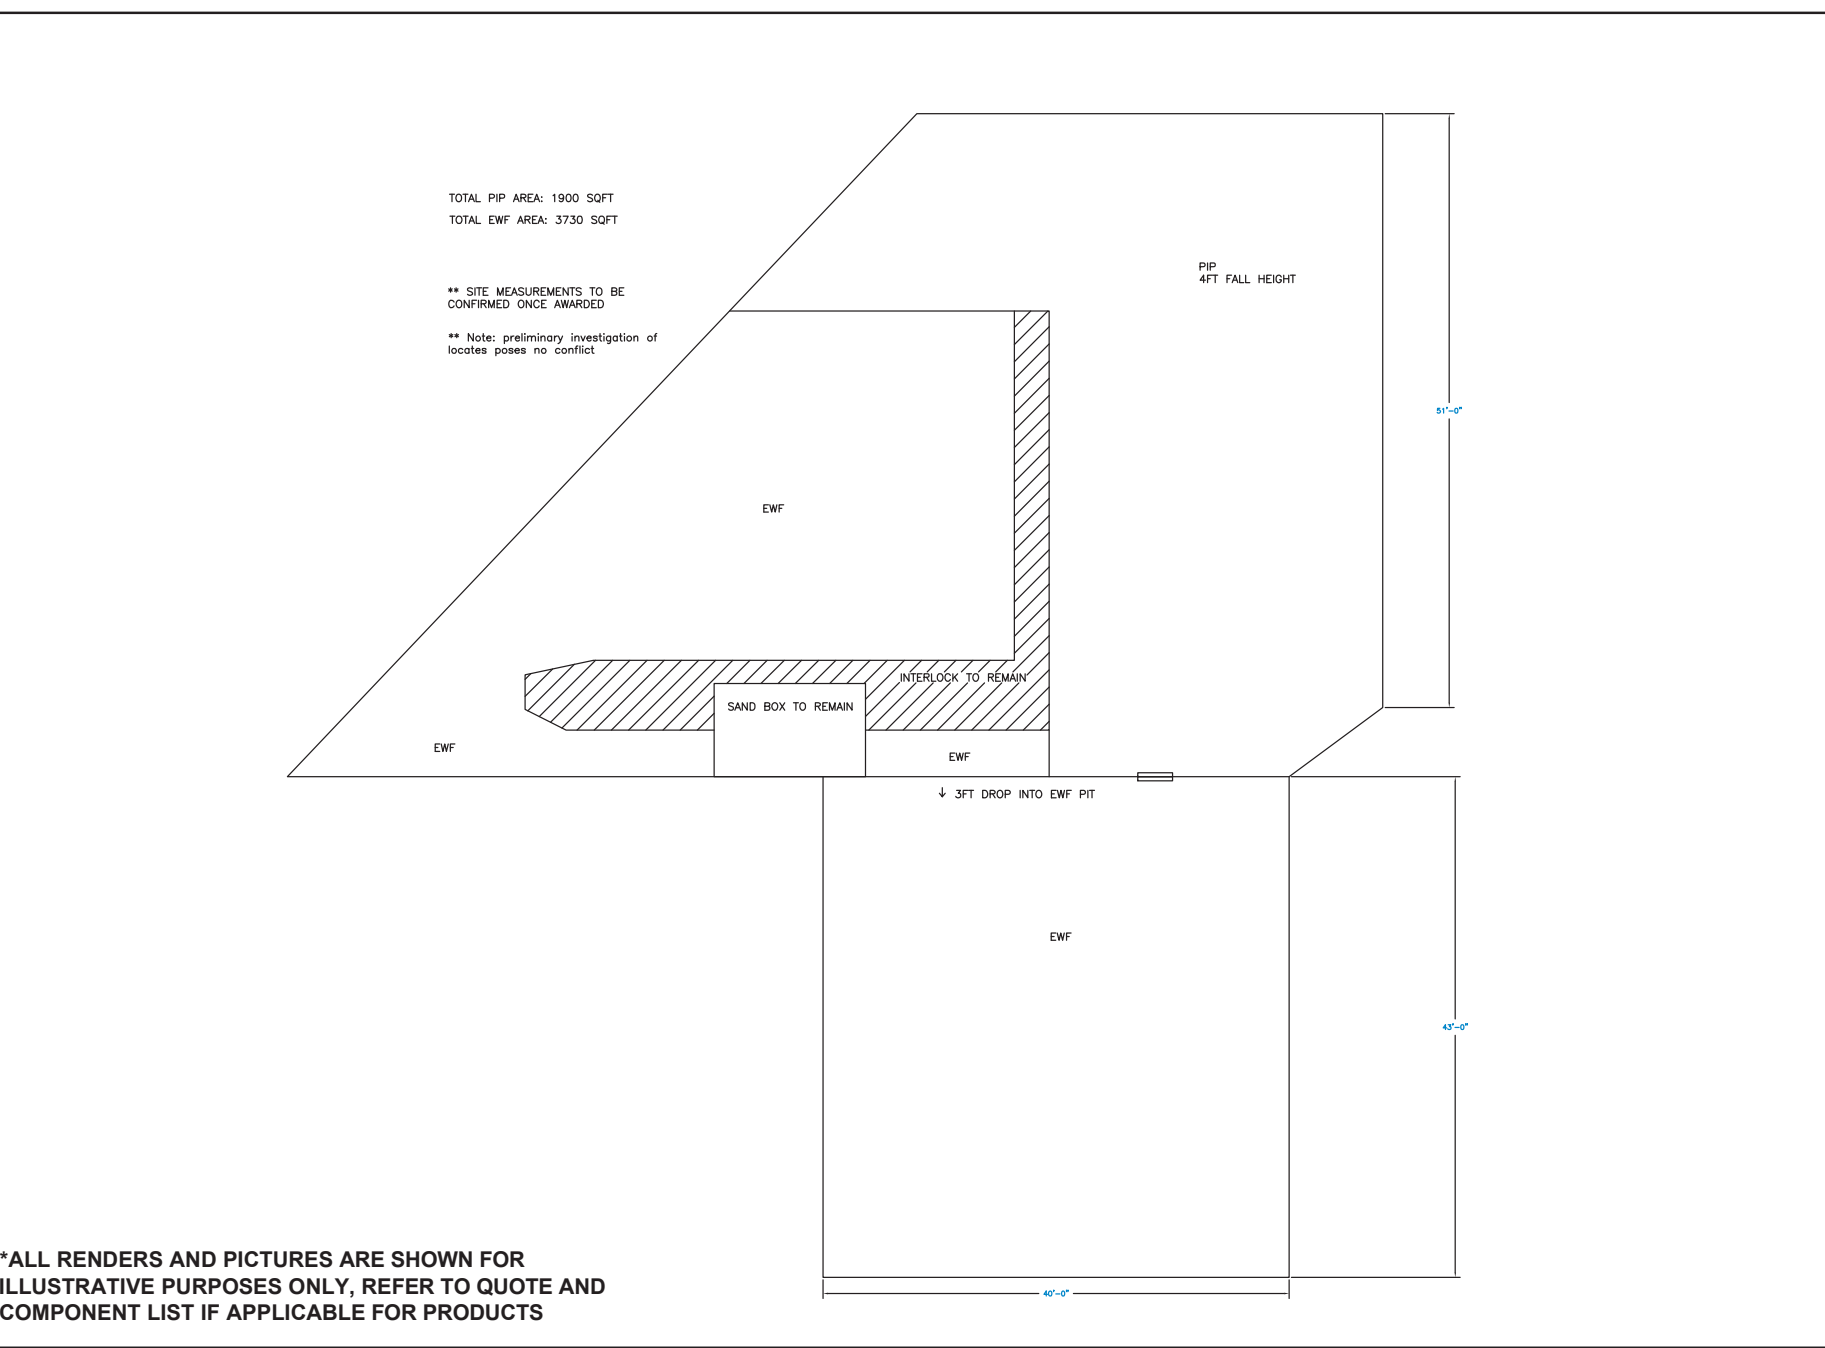 TOTAL PIP AREA: 1900 SQFT
TOTAL EWF AREA: 3730 SQFT
** SITE MEASUREMENTS TO BE
CONFIRMED ONCE AWARDED
** Note: preliminary investigation of
locates poses no conflict
PIP
4FT FALL HEIGHT
51'-0"
EWF
INTERLOCK TO REMAIN
SAND BOX TO REMAIN
EWF
EWF
↓ 3FT DROP INTO EWF PIT
EWF
43'-0"
40'-0"
*ALL RENDERS AND PICTURES ARE SHOWN FOR
ILLUSTRATIVE PURPOSES ONLY, REFER TO QUOTE AND
COMPONENT LIST IF APPLICABLE FOR PRODUCTS